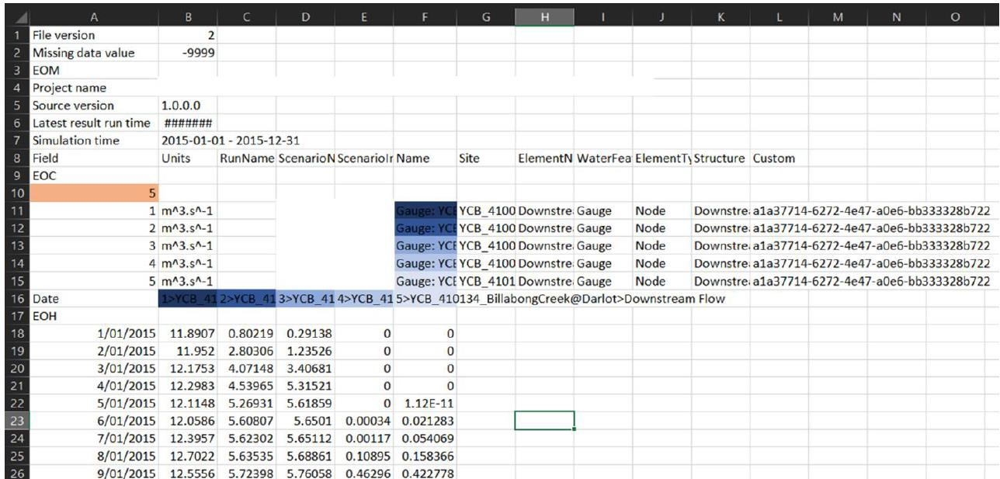 A B C D E F G H I J K L M N O
1 File version 2
2 Missing data value -9999
3 EOM
4 Project name
5 Source version 1.0.0.0
6 Latest result run time #######
7 Simulation time 2015-01-01 - 2015-12-31
8 Field Units RunName ScenarioN ScenarioIr Name Site ElementN WaterFea ElementTy Structure Custom
9 EOC
10 5
11 1 m^3.s^-1 Gauge: YCB YCB_4100 Downstre Gauge Node Downstre a1a37714-6272-4e47-a0e6-bb333328b722
12 2 m^3.s^-1 Gauge: YCE YCB_4100 Downstre Gauge Node Downstre a1a37714-6272-4e47-a0e6-bb333328b722
13 3 m^3.s^-1 Gauge: YCE YCB_4100 Downstre Gauge Node Downstre a1a37714-6272-4e47-a0e6-bb333328b722
14 4 m^3.s^-1 Gauge: YCE YCB_4100 Downstre Gauge Node Downstre a1a37714-6272-4e47-a0e6-bb333328b722
15 5 m^3.s^-1 Gauge: YCE YCB_4101 Downstre Gauge Node Downstre a1a37714-6272-4e47-a0e6-bb333328b722
16 Date 1>YCB_41 2>YCB_41 3>YCB_41 4>YCB_41 5>YCB_410134_BillabongCreek@Darlot>Downstream Flow
17 EOH
18 1/01/2015 11.8907 0.80219 0.29138 0 0
19 2/01/2015 11.952 2.80306 1.23526 0 0
20 3/01/2015 12.1753 4.07148 3.40681 0 0
21 4/01/2015 12.2983 4.53965 5.31521 0 0
22 5/01/2015 12.1148 5.26931 5.61859 0 1.12E-11
23 6/01/2015 12.0586 5.60807 5.6501 0.00034 0.021283
24 7/01/2015 12.3957 5.62302 5.65112 0.00117 0.054069
25 8/01/2015 12.7022 5.63535 5.68861 0.10895 0.158366
26 9/01/2015 12.5556 5.72398 5.76058 0.46296 0.422778